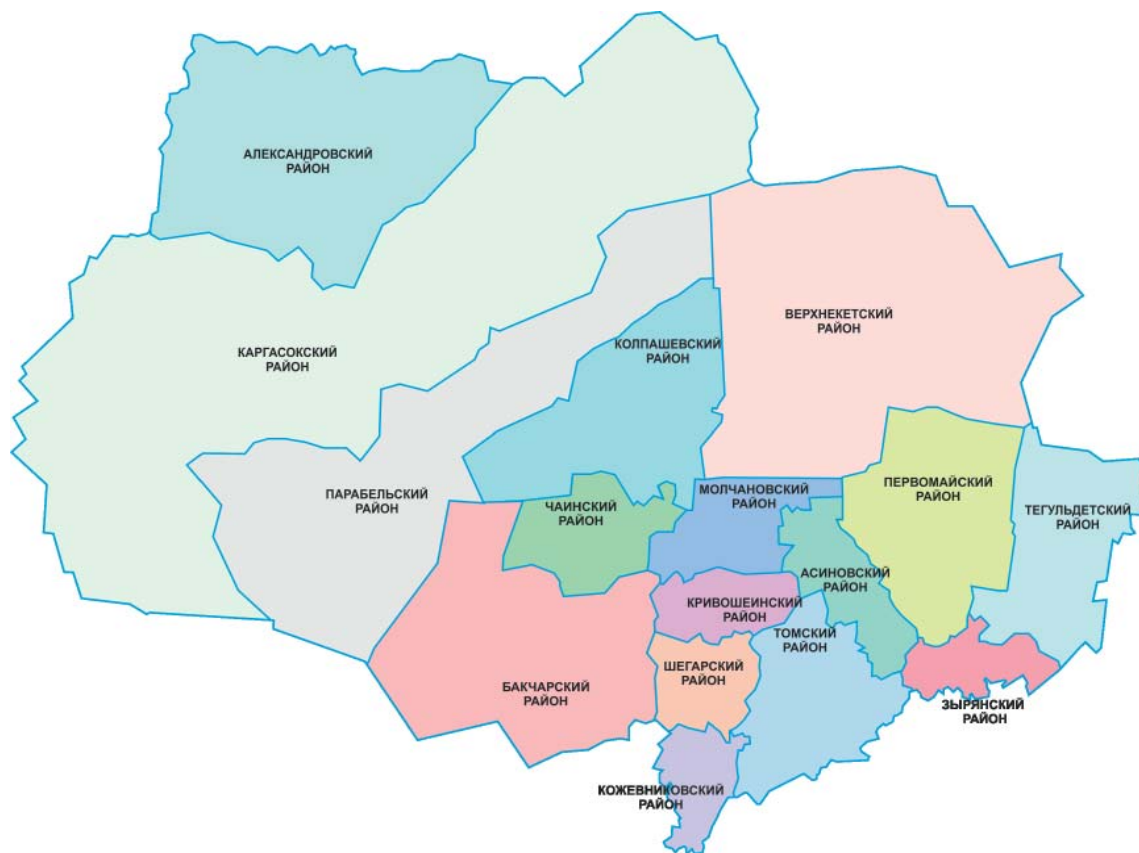 АЛЕКСАНДРОВСКИЙ
РАЙОН
ВЕРХНЕКЕТСКИЙ
РАЙОН
КАРГАСОКСКИЙ
РАЙОН
КОЛПАШЕВСКИЙ
РАЙОН
ПАРАБЕЛЬСКИЙ
РАЙОН
ЧАИНСКИЙ
РАЙОН
МОЛЧАНОВСКИЙ
РАЙОН
ПЕРВОМАЙСКИЙ
РАЙОН
ТЕГУЛЬДЕТСКИЙ
РАЙОН
АСИНОВСКИЙ
РАЙОН
КРИВОШЕИНСКИЙ
РАЙОН
ТОМСКИЙ
РАЙОН
ШЕГАРСКИЙ
РАЙОН
БАКЧАРСКИЙ
РАЙОН
ЗЫРЯНСКИЙ
РАЙОН
КОЖЕВНИКОВСКИЙ
РАЙОН